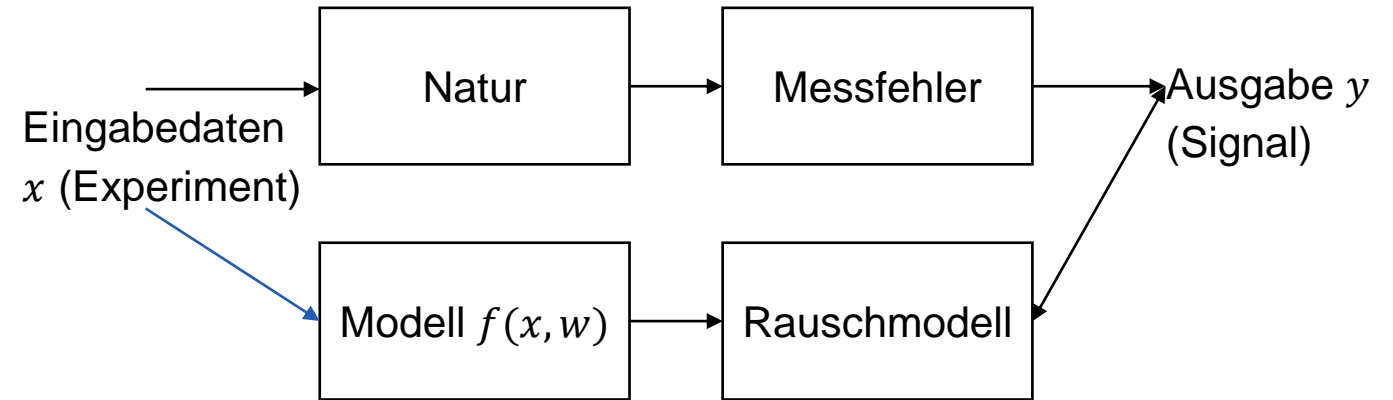 Natur
Messfehler
Ausgabe y
(Signal)
Eingabedaten
x (Experiment)
Modell f(x, w)
Rauschmodell